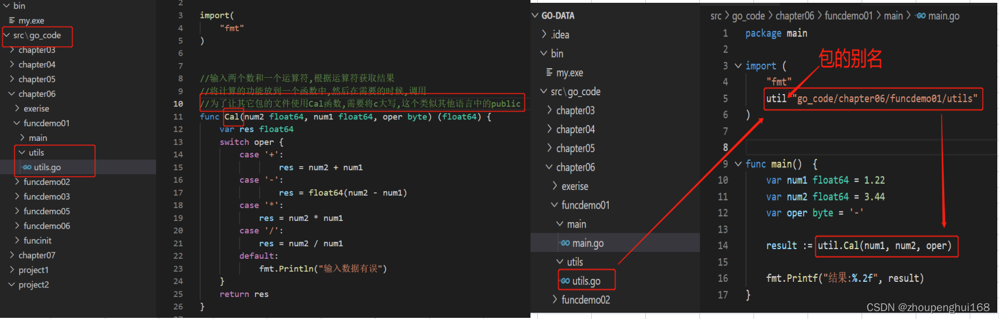 bin
my.exe
src\go_code
chapter03
chapter04
chapter05
chapter06
exerise
funcdemo01
main
utils
GO utils.go
funcdemo02
funcdemo03
funcdemo05
funcdemo06
funcinit
chapter07
project1
project2
2
3 import(
4 "fmt"
5 )
6
7
8 //输入两个数和一个运算符,根据运算符获取结果
9 //将计算的功能放到一个函数中,然后在需要的时候,调用
10 //为了让其它包的文件使用Cal函数,需要将c大写,这个类似其他语言中的public
11 func Cal(num2 float64, num1 float64, oper byte) (float64) {
12 var res float64
13 switch oper {
14 case '+':
15 res = num2 + num1
16 case '-':
17 res = float64(num2 - num1)
18 case '*':
19 res = num2 * num1
20 case '/':
21 res = num2 / num1
22 default:
23 fmt.Println("输入数据有误")
24 }
25 return res
26 }
GO-DATA
.idea
bin
my.exe
src\go_code
chapter03
chapter04
chapter05
chapter06
exerise
funcdemo01
main
GO main.go
utils
GO utils.go
funcdemo02
src > go_code > chapter06 > funcdemo01 > main > GO main.go
1 package main
2
包的别名
3 import (
4 "fmt"
5 util "go_code/chapter06/funcdemo01/utils"
6 )
7
8
9 func main() {
10 var num1 float64 = 1.22
11 var num2 float64 = 3.44
12 var oper byte = '-'
13
14 result := util.Cal(num1, num2, oper)
15
16 fmt.Printf("结果:%.2f", result)
17 }
CSDN @zhoupenghui168